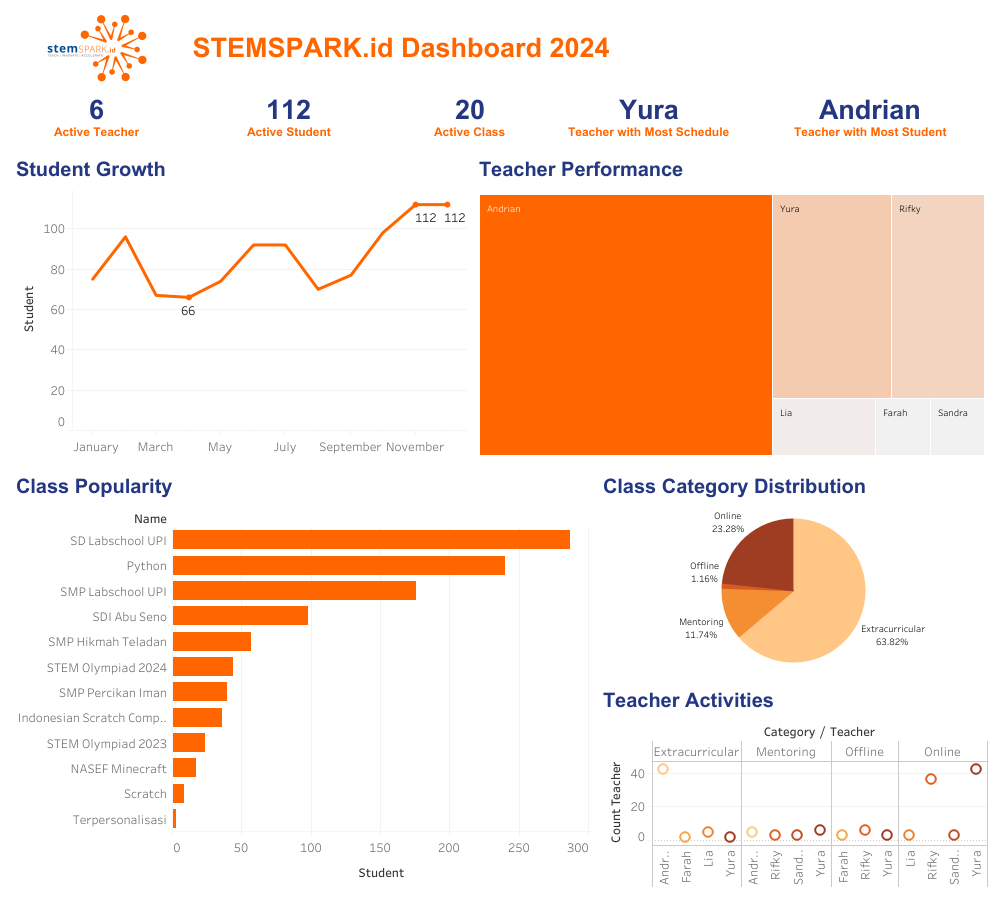 stemSPARK.id
STEMSPARK.id Dashboard 2024
6
Active Teacher
112
Active Student
20
Active Class
Yura
Teacher with Most Schedule
Andrian
Teacher with Most Student
Student Growth
Student
100
80
60
40
20
0
66
112 112
January March May July September November
Teacher Performance
Andrian
Yura
Rifky
Lia
Farah
Sandra
Class Popularity
Name
SD Labschool UPI
Python
SMP Labschool UPI
SDI Abu Seno
SMP Hikmah Teladan
STEM Olympiad 2024
SMP Percikan Iman
Indonesian Scratch Comp..
STEM Olympiad 2023
NASEF Minecraft
Scratch
Terpersonalisasi
0 50 100 150 200 250 300
Student
Class Category Distribution
Online
23.28%
Offline
1.16%
Mentoring
11.74%
Extracurricular
63.82%
Teacher Activities
Category / Teacher
Extracurricular Mentoring Offline Online
Count Teacher
40
20
0
Andr.. Farah Lia Yura Andr.. Rifky Sand.. Yura Farah Rifky Yura Lia Rifky Sand.. Yura